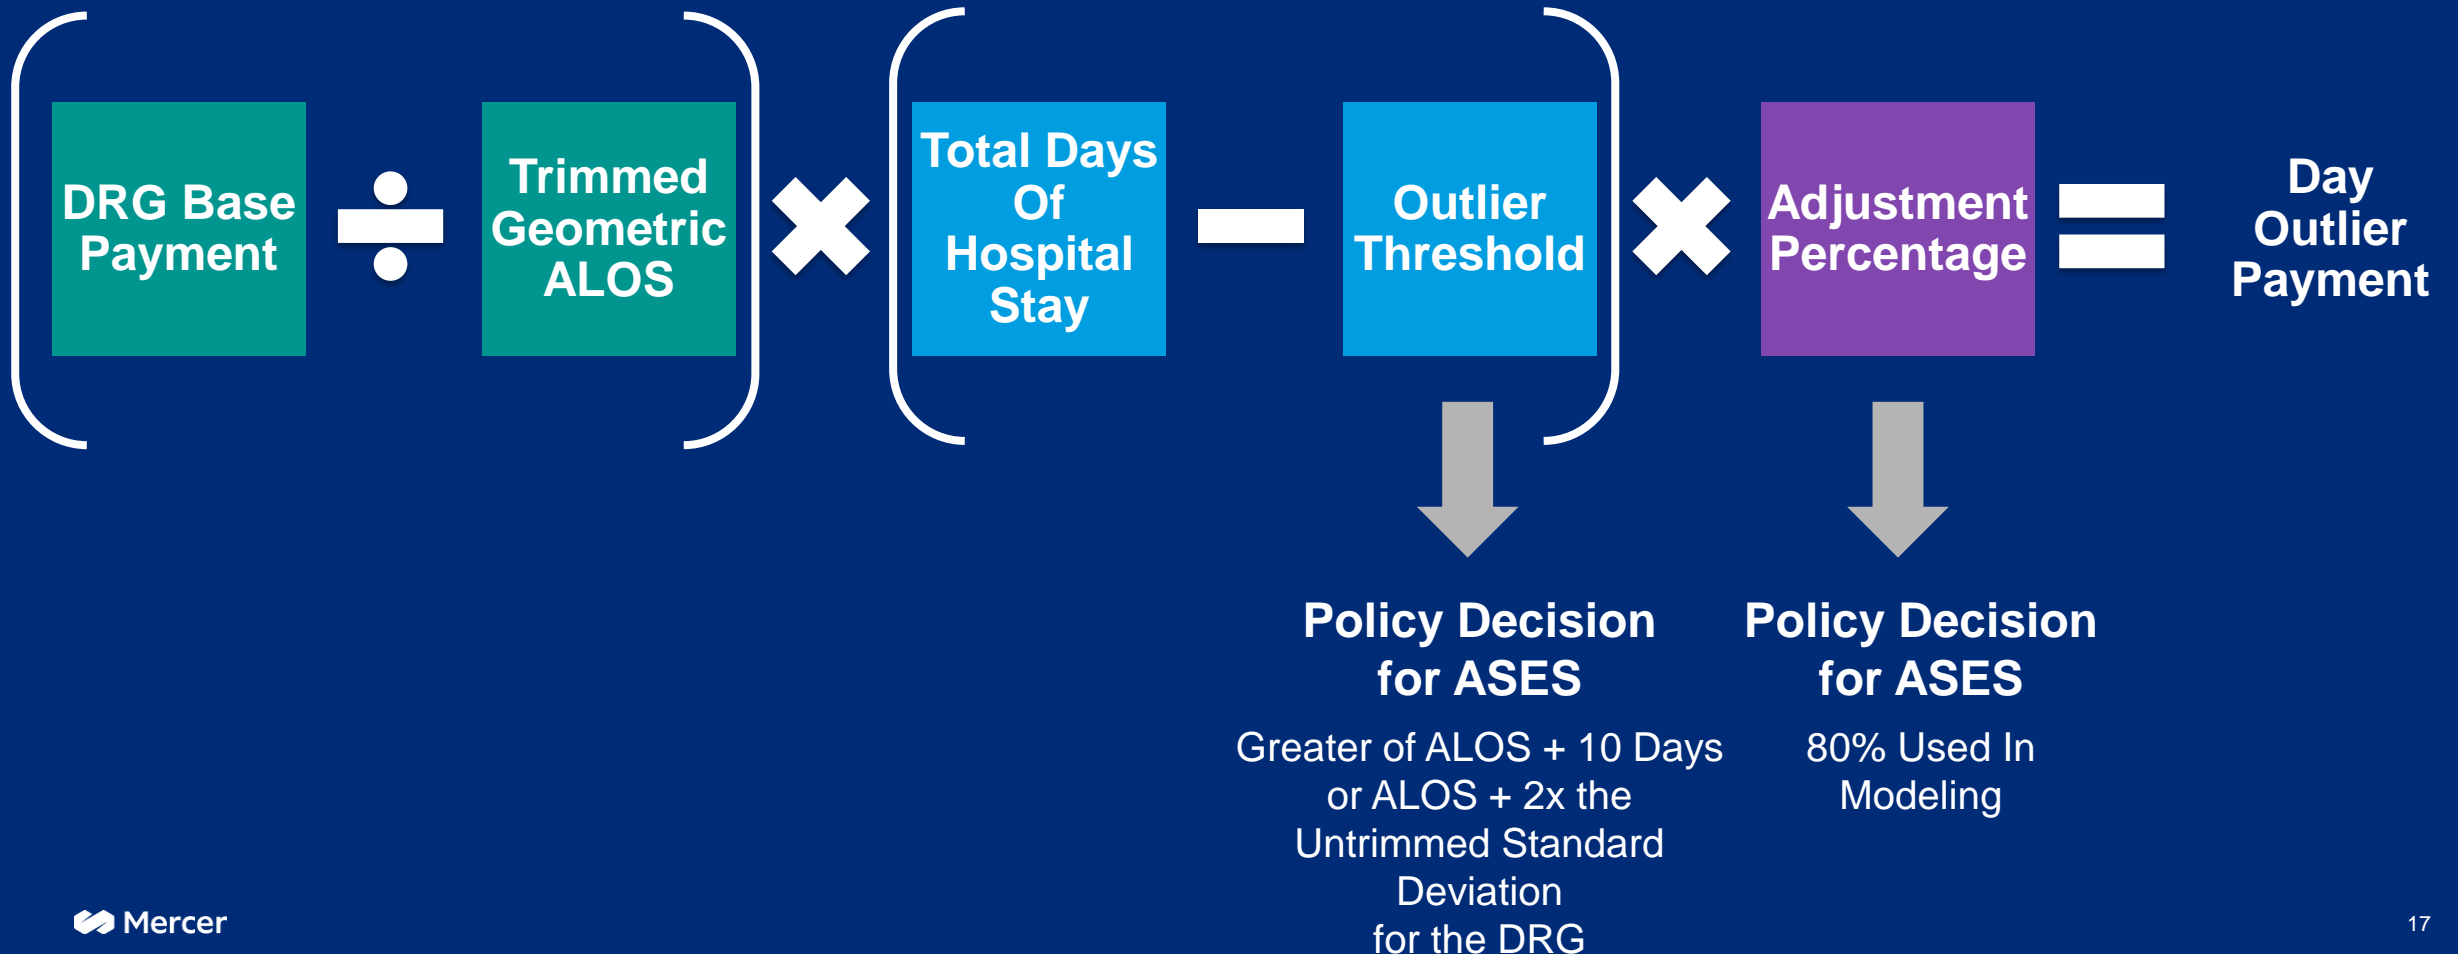 DRG Base
Payment
Trimmed
Geometric
ALOS
Total Days
Of
Hospital
Stay
Outlier
Threshold
Adjustment
Percentage
Day
Outlier
Payment
Policy Decision
for ASES
Greater of ALOS + 10 Days
or ALOS + 2x the
Untrimmed Standard
Deviation
for the DRG
Policy Decision
for ASES
80% Used In
Modeling
Mercer
17